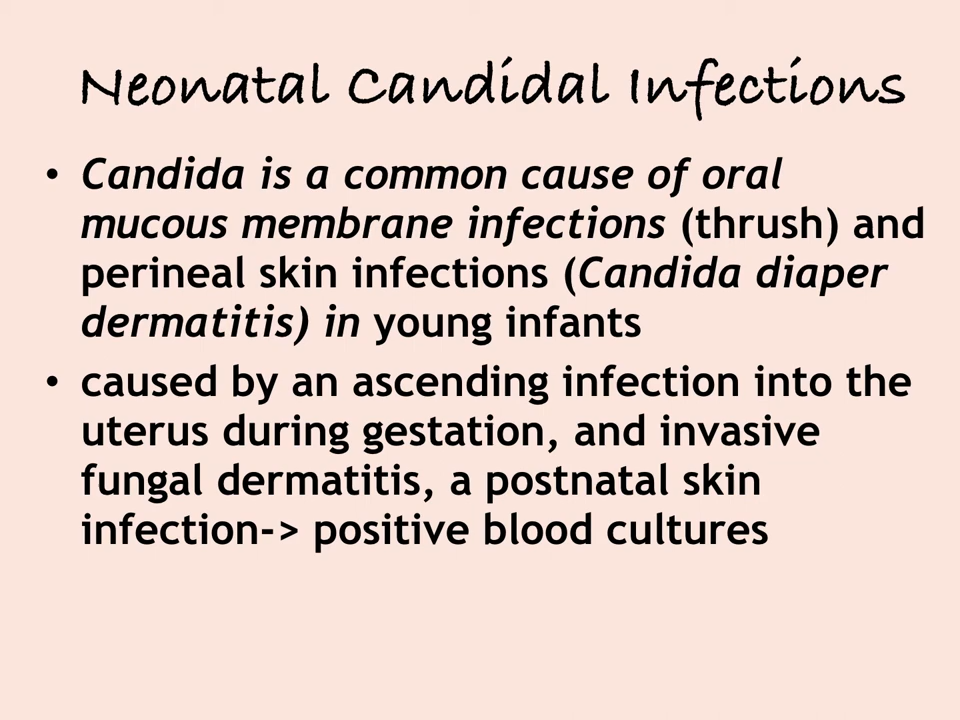 Neonatal Candidal Infections
• Candida is a common cause of oral
mucous membrane infections (thrush) and
perineal skin infections (Candida diaper
dermatitis) in young infants
• caused by an ascending infection into the
uterus during gestation, and invasive
fungal dermatitis, a postnatal skin
infection-> positive blood cultures